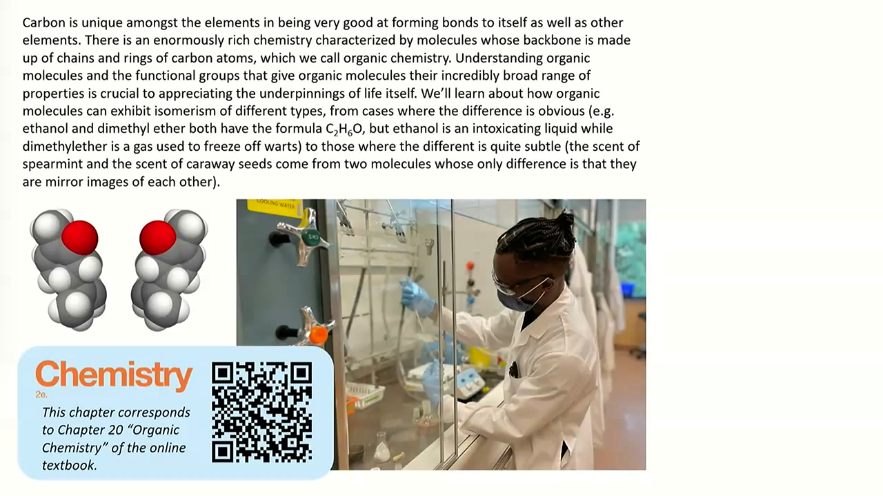 Carbon is unique amongst the elements in being very good at forming bonds to itself as well as other
elements. There is an enormously rich chemistry characterized by molecules whose backbone is made
up of chains and rings of carbon atoms, which we call organic chemistry. Understanding organic
molecules and the functional groups that give organic molecules their incredibly broad range of
properties is crucial to appreciating the underpinnings of life itself. We'll learn about how organic
molecules can exhibit isomerism of different types, from cases where the difference is obvious (e.g.
ethanol and dimethyl ether both have the formula C₂H₆O, but ethanol is an intoxicating liquid while
dimethylether is a gas used to freeze off warts) to those where the different is quite subtle (the scent of
spearmint and the scent of caraway seeds come from two molecules whose only difference is that they
are mirror images of each other).
COOLING WATER
Chemistry
2e.
This chapter corresponds
to Chapter 20 “Organic
Chemistry” of the online
textbook.